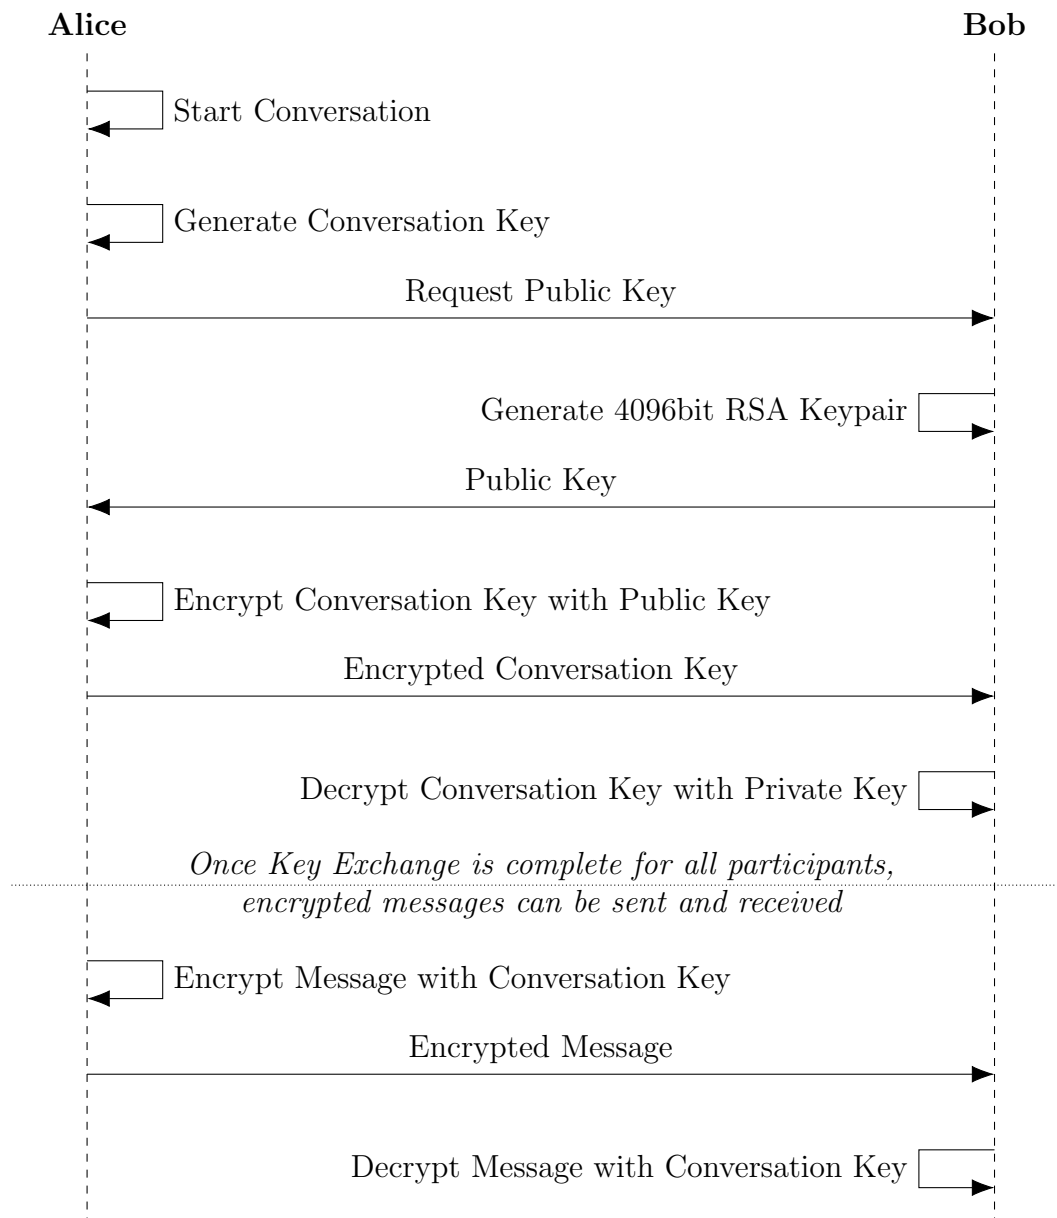 Alice
Bob
Start Conversation
Generate Conversation Key
Request Public Key
Generate 4096bit RSA Keypair
Public Key
Encrypt Conversation Key with Public Key
Encrypted Conversation Key
Decrypt Conversation Key with Private Key
Once Key Exchange is complete for all participants,
encrypted messages can be sent and received
Encrypt Message with Conversation Key
Encrypted Message
Decrypt Message with Conversation Key